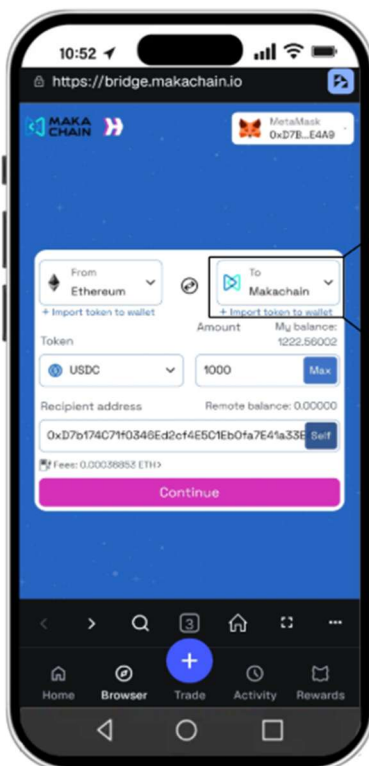 10:52
https://bridge.makachain.io
MAKA
CHAIN
MetaMask
0xD7B...E4A9
From
Ethereum
To
Makachain
+ Import token to wallet
+ Import token to wallet
Token
Amount
My balance:
1222.56002
USDC
1000
Max
Recipient address
Remote balance: 0.00000
Self
Fees: 0.00036853 ETH>
Continue
3
Home
Browser
Trade
Activity
Rewards